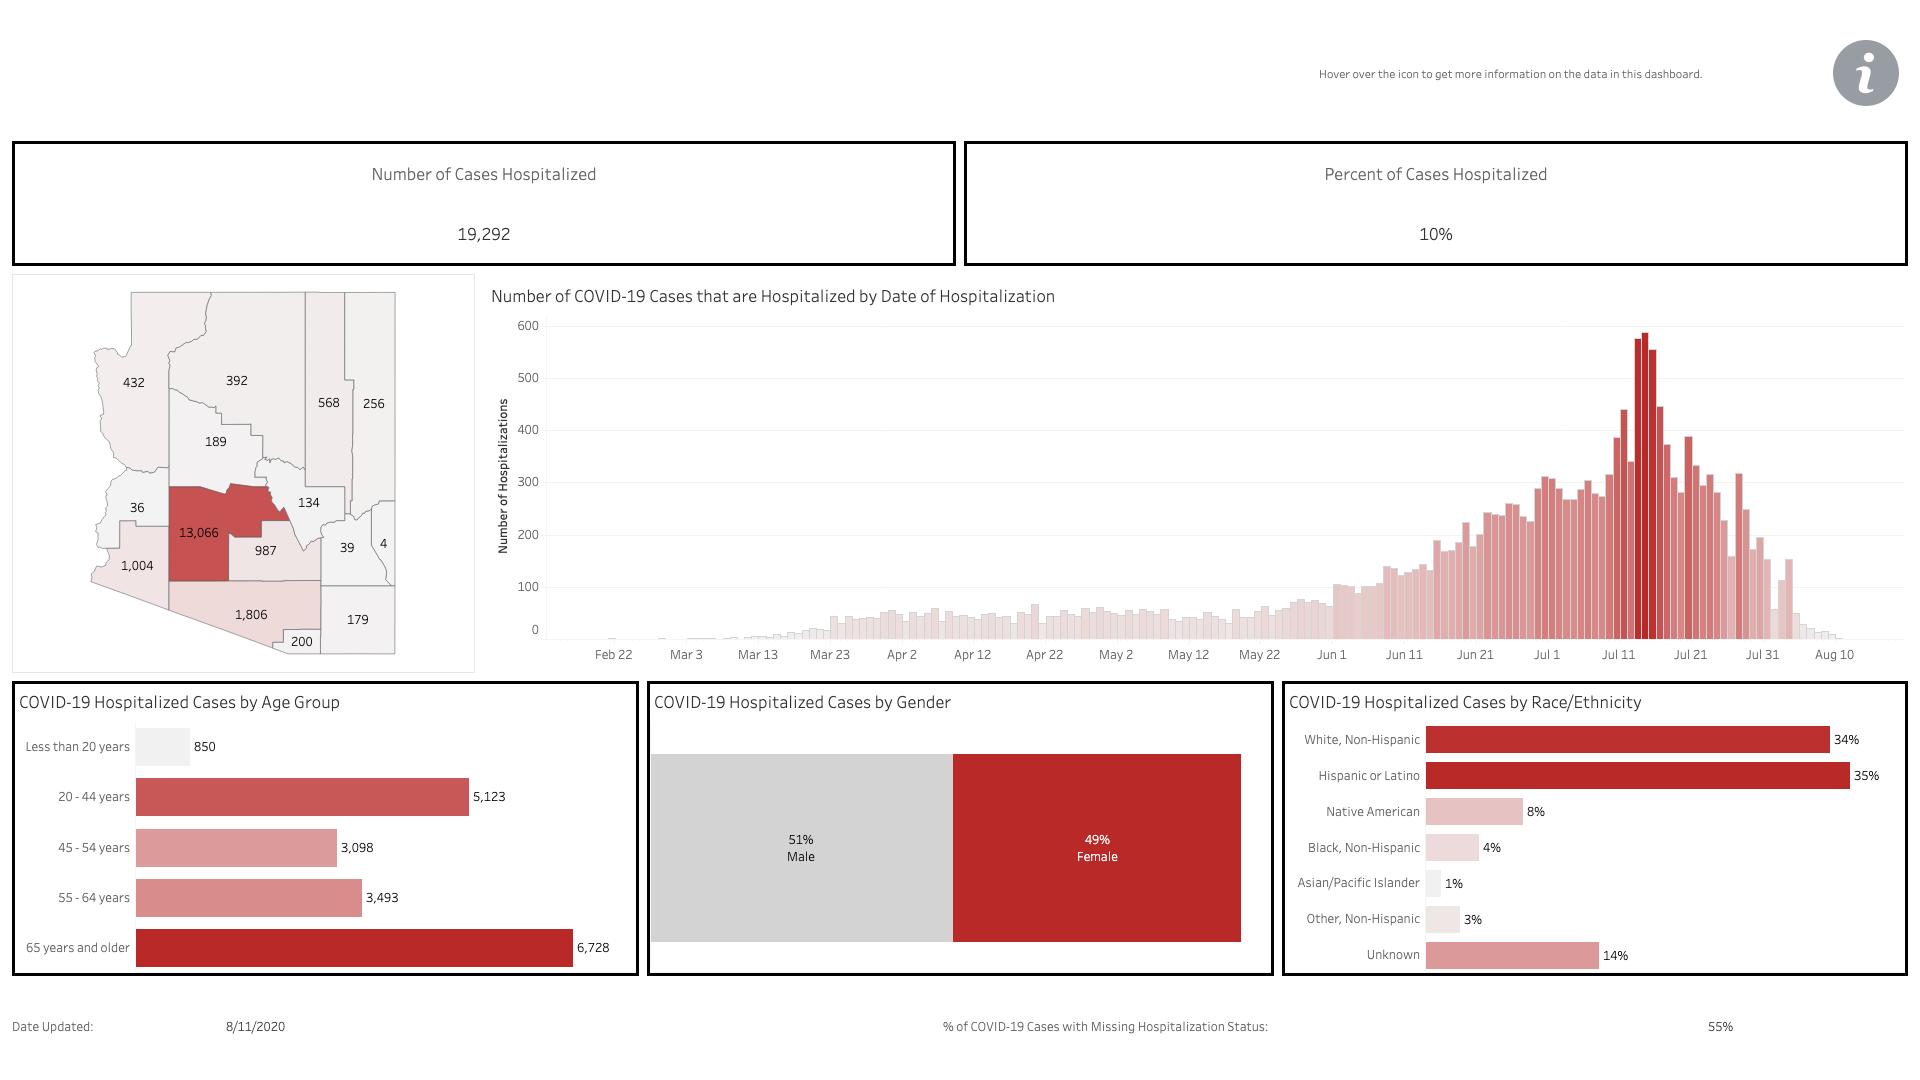 Hover over the icon to get more information on the data in this dashboard.
i
Number of Cases Hospitalized
19,292
Percent of Cases Hospitalized
10%
432
392
568
256
189
36
134
13,066
987
39
4
1,004
1,806
179
200
Number of COVID-19 Cases that are Hospitalized by Date of Hospitalization
Number of Hospitalizations
600
500
400
300
200
100
0
Feb 22 Mar 3 Mar 13 Mar 23 Apr 2 Apr 12 Apr 22 May 2 May 12 May 22 Jun 1 Jun 11 Jun 21 Jul 1 Jul 11 Jul 21 Jul 31 Aug 10
COVID-19 Hospitalized Cases by Age Group
Less than 20 years 850
20 - 44 years 5,123
45 - 54 years 3,098
55 - 64 years 3,493
65 years and older 6,728
COVID-19 Hospitalized Cases by Gender
51%
Male
49%
Female
COVID-19 Hospitalized Cases by Race/Ethnicity
White, Non-Hispanic 34%
Hispanic or Latino 35%
Native American 8%
Black, Non-Hispanic 4%
Asian/Pacific Islander 1%
Other, Non-Hispanic 3%
Unknown 14%
Date Updated: 8/11/2020
% of COVID-19 Cases with Missing Hospitalization Status: 55%